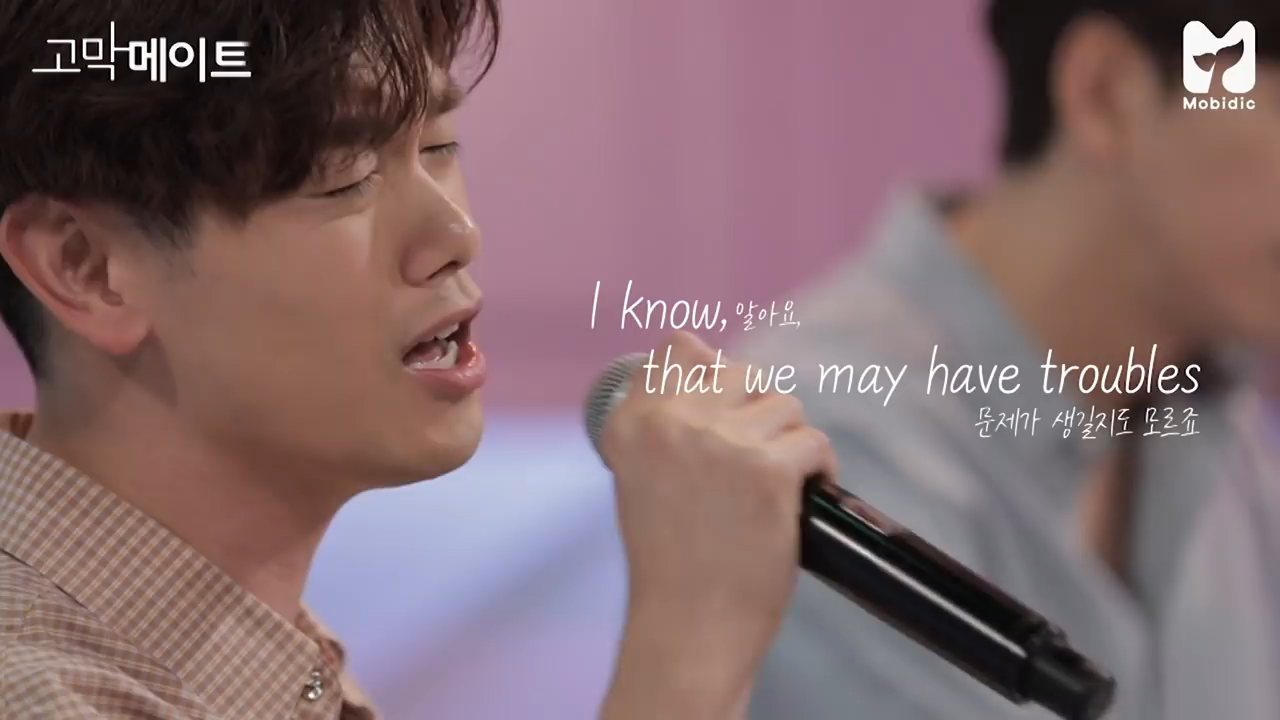 고막메이트
Mobidic
I know, 알아요,
that we may have troubles
문제가 생길지도 모르죠